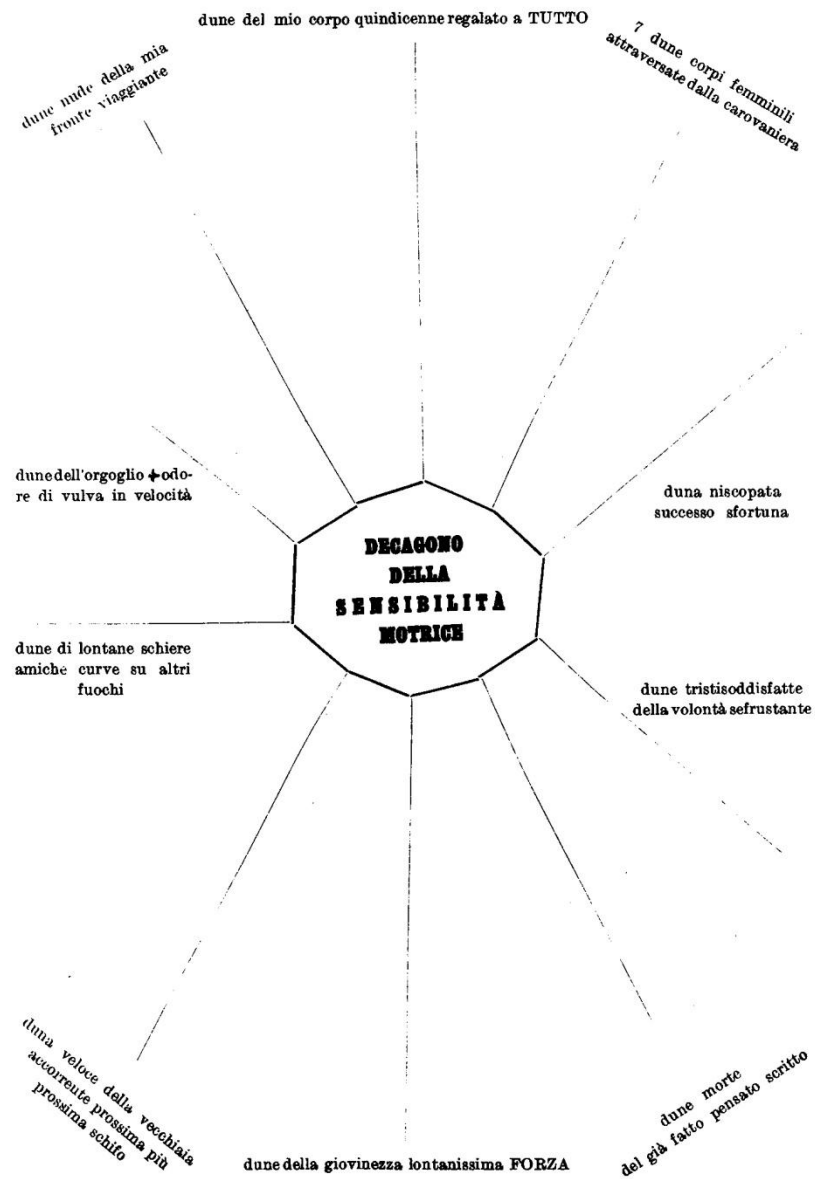 dune del mio corpo quindicenne regalato a TUTTO
dune nude della mia
fronte viaggiante
7 dune corpi femminili
attraversate dalla carovaniera
dune dell'orgoglio + odo-
re di vulva in velocità
duna niscopata
successo sfortuna
DECAGONO
DELLA
SENSIBILITÀ
MOTRICE
dune di lontane schiere
amiche curve su altri
fuochi
dune tristisoddisfatte
della volontà sefrustante
duna veloce della vecchiaia
accorrente prossima più
prossima schifo
dune morte
del già fatto pensato scritto
dune della giovinezza lontanissima FORZA